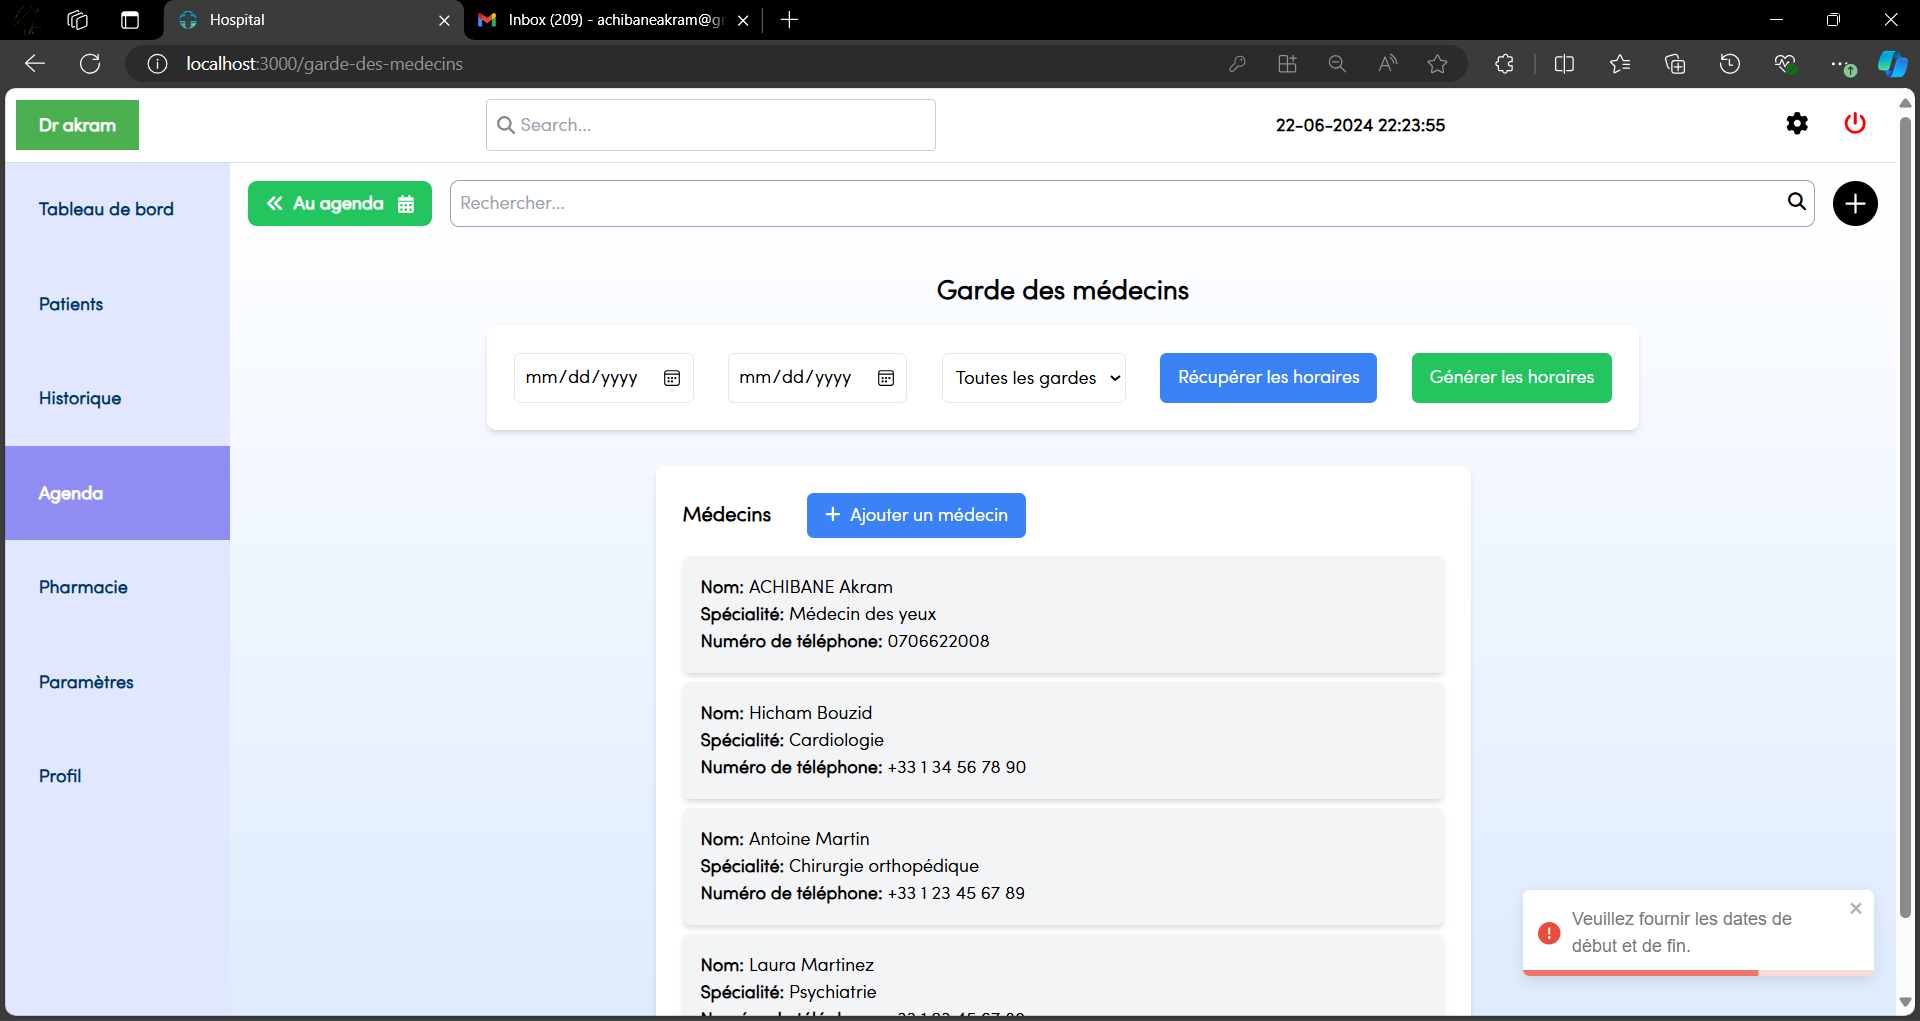 Hospital
Inbox (209) - achibaneakram@gm
localhost:3000/garde-des-medecins
Dr akram
Search...
22-06-2024 22:23:55
Tableau de bord
Patients
Historique
Agenda
Pharmacie
Paramètres
Profil
Au agenda
Rechercher...
Garde des médecins
mm/dd/yyyy
mm/dd/yyyy
Toutes les gardes
Récupérer les horaires
Générer les horaires
Médecins
Ajouter un médecin
Nom: ACHIBANE Akram
Spécialité: Médecin des yeux
Numéro de téléphone: 0706622008
Nom: Hicham Bouzid
Spécialité: Cardiologie
Numéro de téléphone: +33 1 34 56 78 90
Nom: Antoine Martin
Spécialité: Chirurgie orthopédique
Numéro de téléphone: +33 1 23 45 67 89
Nom: Laura Martinez
Spécialité: Psychiatrie
Veuillez fournir les dates de
début et de fin.